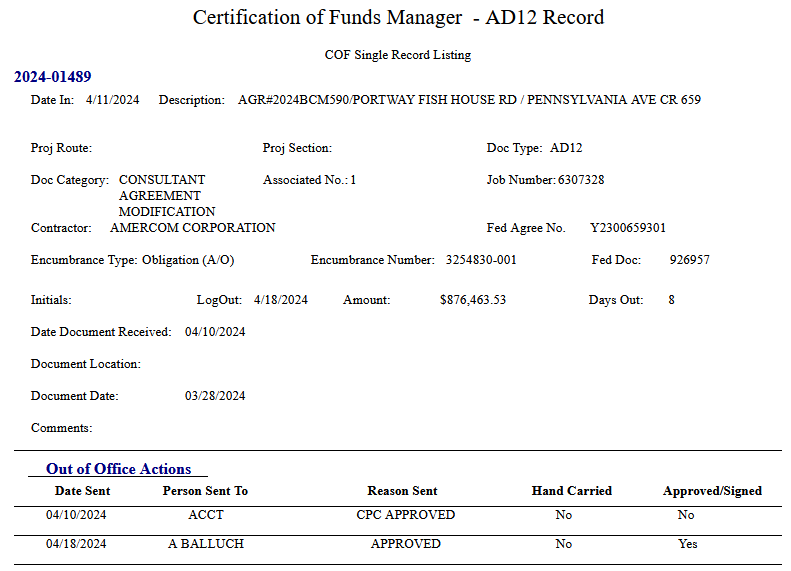 Certification of Funds Manager - AD12 Record
COF Single Record Listing
2024-01489
Date In: 4/11/2024 Description: AGR#2024BCM590/PORTWAY FISH HOUSE RD / PENNSYLVANIA AVE CR 659
Proj Route: Proj Section: Doc Type: AD12
Doc Category: CONSULTANT Associated No.: 1 Job Number: 6307328
AGREEMENT
MODIFICATION
Contractor: AMERCOM CORPORATION Fed Agree No. Y2300659301
Encumbrance Type: Obligation (A/O) Encumbrance Number: 3254830-001 Fed Doc: 926957
Initials: LogOut: 4/18/2024 Amount: $876,463.53 Days Out: 8
Date Document Received: 04/10/2024
Document Location:
Document Date: 03/28/2024
Comments:
Out of Office Actions
Date Sent Person Sent To Reason Sent Hand Carried Approved/Signed
04/10/2024 ACCT CPC APPROVED No No
04/18/2024 A BALLUCH APPROVED No Yes